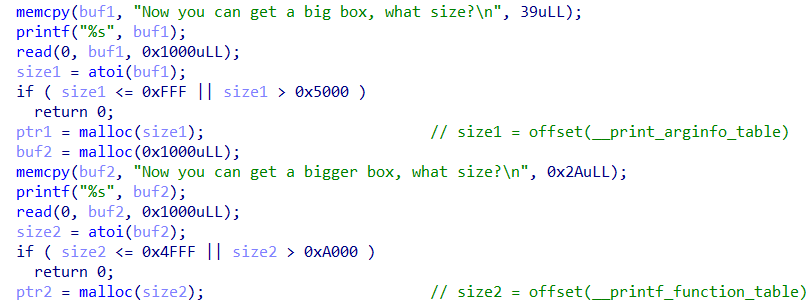 memcpy(buf1, "Now you can get a big box, what size?\n", 39uLL);
printf("%s", buf1);
read(0, buf1, 0x1000uLL);
size1 = atoi(buf1);
if ( size1 <= 0xFFF || size1 > 0x5000 )
  return 0;
ptr1 = malloc(size1);                            // size1 = offset(__print_arginfo_table)
buf2 = malloc(0x1000uLL);
memcpy(buf2, "Now you can get a bigger box, what size?\n", 0x2AuLL);
printf("%s", buf2);
read(0, buf2, 0x1000uLL);
size2 = atoi(buf2);
if ( size2 <= 0x4FFF || size2 > 0xA000 )
  return 0;
ptr2 = malloc(size2);                            // size2 = offset(__printf_function_table)